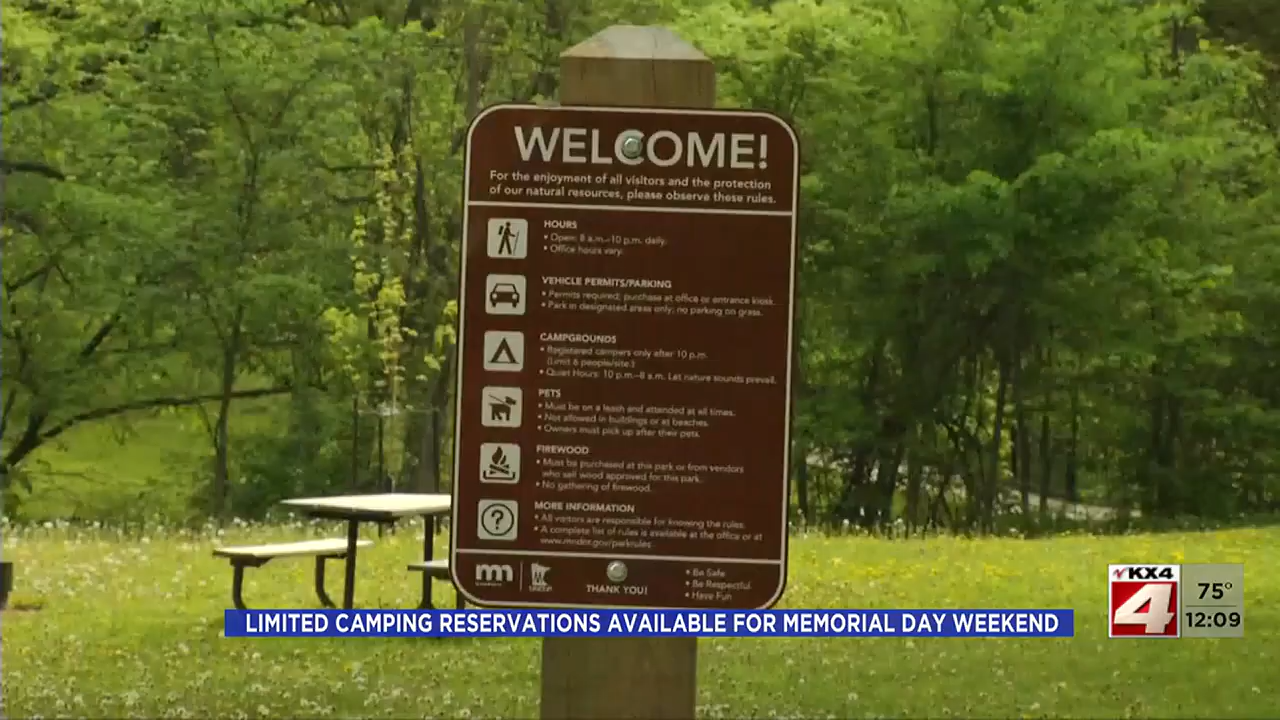 WELCOME!
For the enjoyment of all visitors and the protection
of our natural resources, please observe these rules.
HOURS
• Open: 8 a.m.–10 p.m. daily.
• Office hours vary.
VEHICLE PERMITS/PARKING
• Permits required; purchase at office or entrance kiosk.
• Park in designated areas only; no parking on grass.
CAMPGROUNDS
• Registered campers only after 10 p.m.
(Limit 6 people/site.)
• Quiet Hours: 10 p.m.–8 a.m. Let nature sounds prevail.
PETS
• Must be on a leash and attended at all times.
• Not allowed in buildings or at beaches.
• Owners must pick up after their pets.
FIREWOOD
• Must be purchased at this park or from vendors
who sell wood approved for this park.
• No gathering of firewood.
?
MORE INFORMATION
• All visitors are responsible for knowing the rules.
• A complete list of rules is available at the office or at
www.mndnr.gov/parkrules
mn
THANK YOU!
• Be Safe
• Be Respectful
• Have Fun
LIMITED CAMPING RESERVATIONS AVAILABLE FOR MEMORIAL DAY WEEKEND
KX4
4
75°
12:09